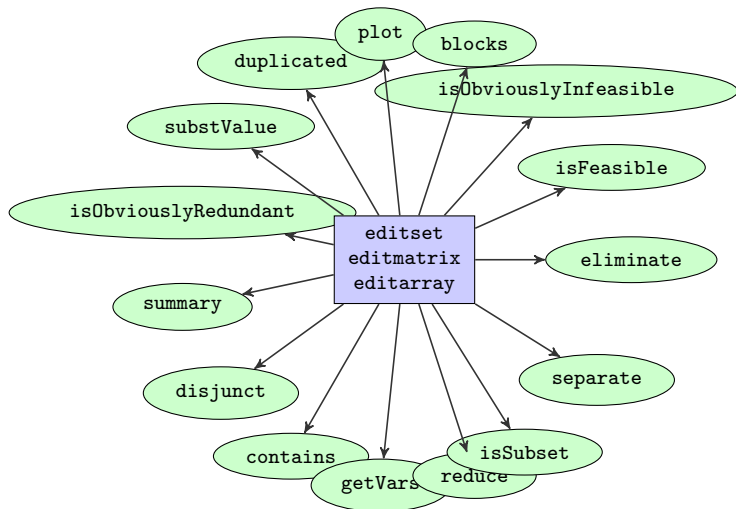 plot
blocks
duplicated
isObviouslyInfeasible
substValue
isFeasible
isObviouslyRedundant
editset
editmatrix
editarray
eliminate
summary
separate
disjunct
contains
isSubset
reduce
getVars